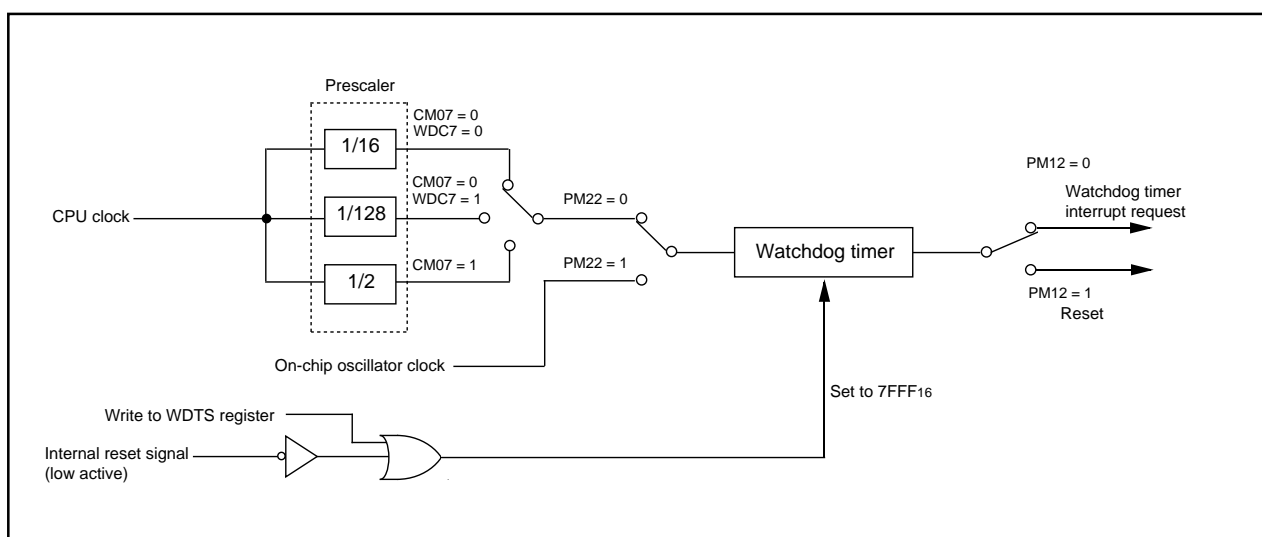 Prescaler
CM07 = 0
WDC7 = 0
1/16
PM12 = 0
CM07 = 0
WDC7 = 1
PM22 = 0
Watchdog timer
interrupt request
CPU clock
1/128
Watchdog timer
CM07 = 1
PM22 = 1
1/2
PM12 = 1
Reset
On-chip oscillator clock
Set to 7FFF16
Write to WDTS register
Internal reset signal
(low active)